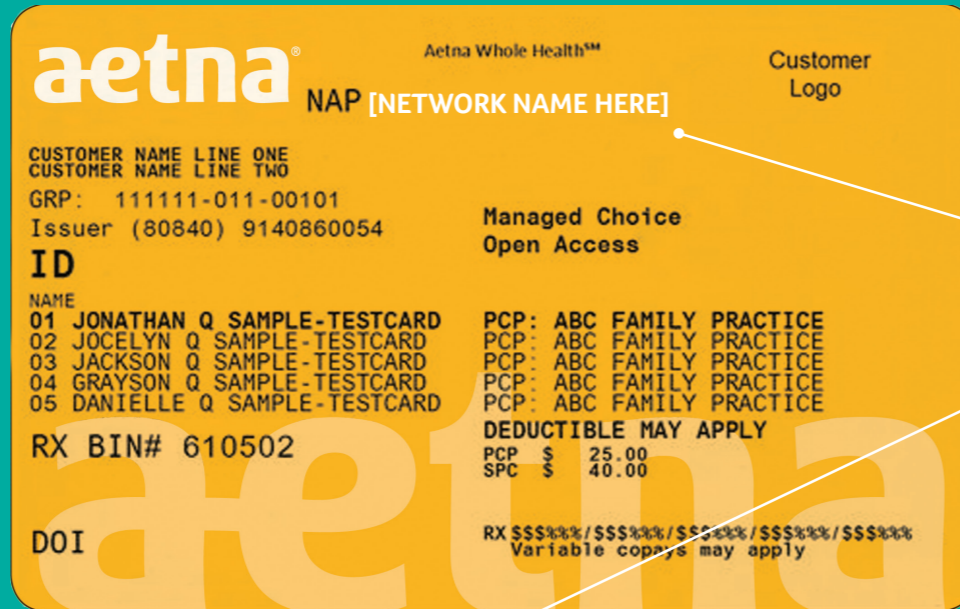 aetna®
Aetna Whole Health℠
Customer
Logo
NAP [NETWORK NAME HERE]
CUSTOMER NAME LINE ONE
CUSTOMER NAME LINE TWO
GRP: 111111-011-00101
Issuer (80840) 9140860054
Managed Choice
Open Access
ID
NAME
01 JONATHAN Q SAMPLE-TESTCARD PCP: ABC FAMILY PRACTICE
02 JOCELYN Q SAMPLE-TESTCARD PCP: ABC FAMILY PRACTICE
03 JACKSON Q SAMPLE-TESTCARD PCP: ABC FAMILY PRACTICE
04 GRAYSON Q SAMPLE-TESTCARD PCP: ABC FAMILY PRACTICE
05 DANIELLE Q SAMPLE-TESTCARD PCP: ABC FAMILY PRACTICE
DEDUCTIBLE MAY APPLY
RX BIN# 610502
PCP $ 25.00
SPC $ 40.00
DOI
RX $$$%%%/$$$%%%/$$$%%%/$$$%%%/$$$%%%
Variable copays may apply
aetna